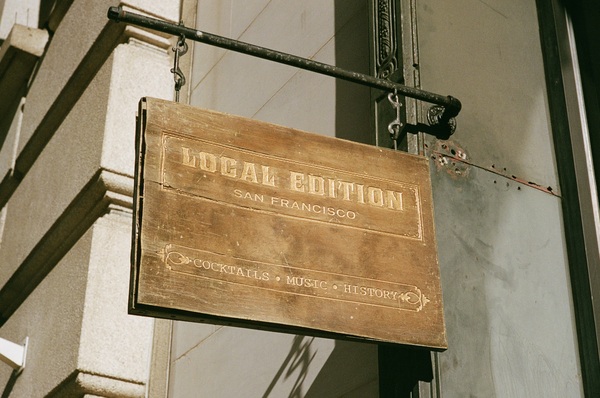 LOCAL EDITION
SAN FRANCISCO
COCKTAILS • MUSIC • HISTORY